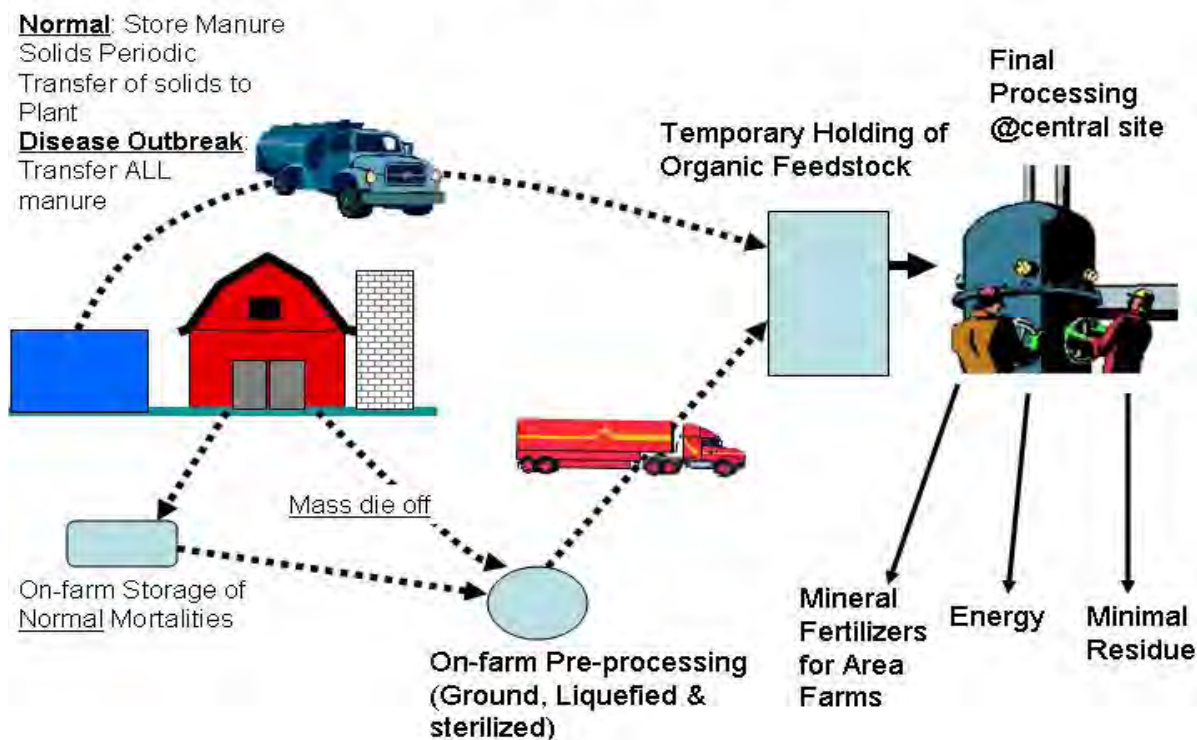 Normal: Store Manure
Solids Periodic
Transfer of solids to
Plant
Disease Outbreak:
Transfer ALL
manure
Temporary Holding of
Organic Feedstock
Final
Processing
@central site
Mass die off
On-farm Storage of
Normal Mortalities
On-farm Pre-processing
(Ground, Liquefied &
sterilized)
Mineral
Fertilizers
for Area
Farms
Energy
Minimal
Residue